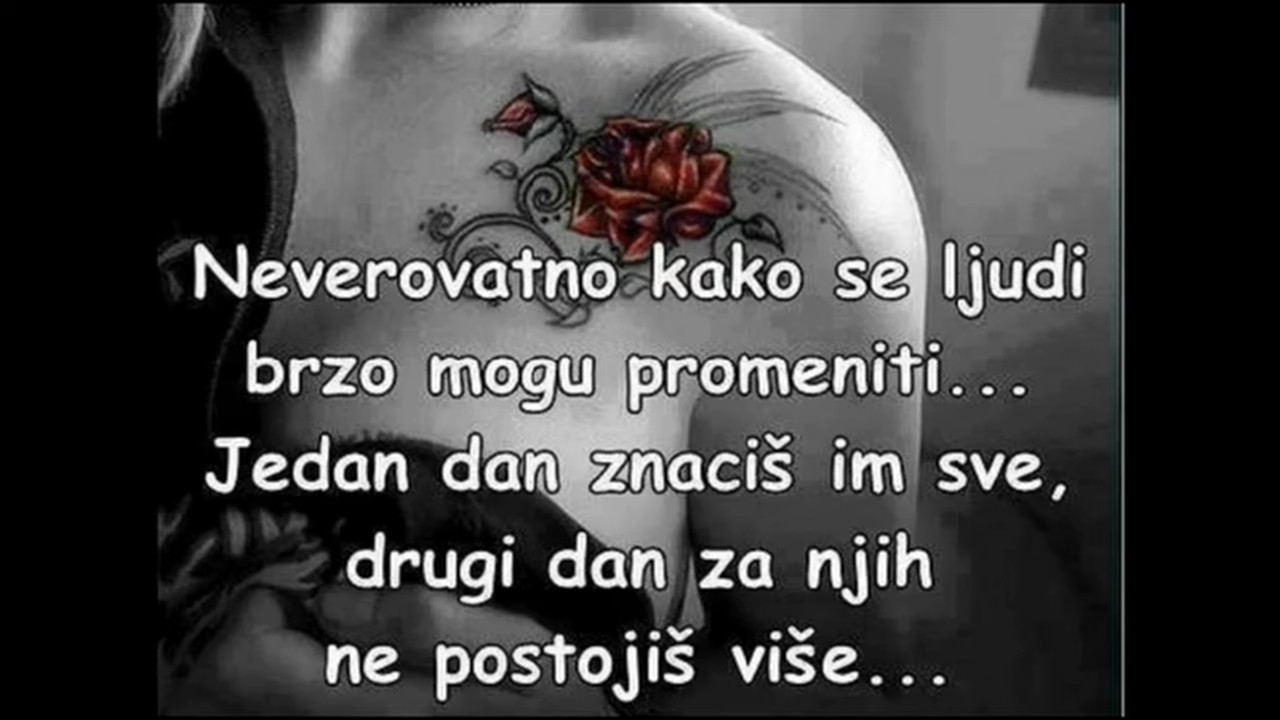 Neverovatno kako se ljudi
brzo mogu promeniti...
Jedan dan znaciš im sve,
drugi dan za njih
ne postojiš više...